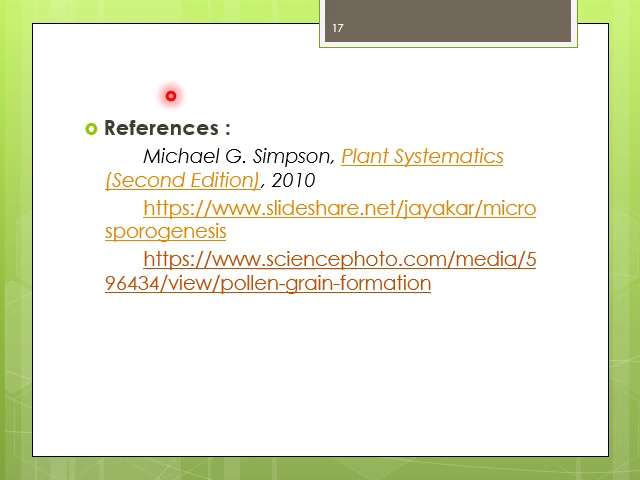 17
References :
Michael G. Simpson, Plant Systematics
(Second Edition), 2010
https://www.slideshare.net/jayakar/micro
sporogenesis
https://www.sciencephoto.com/media/5
96434/view/pollen-grain-formation